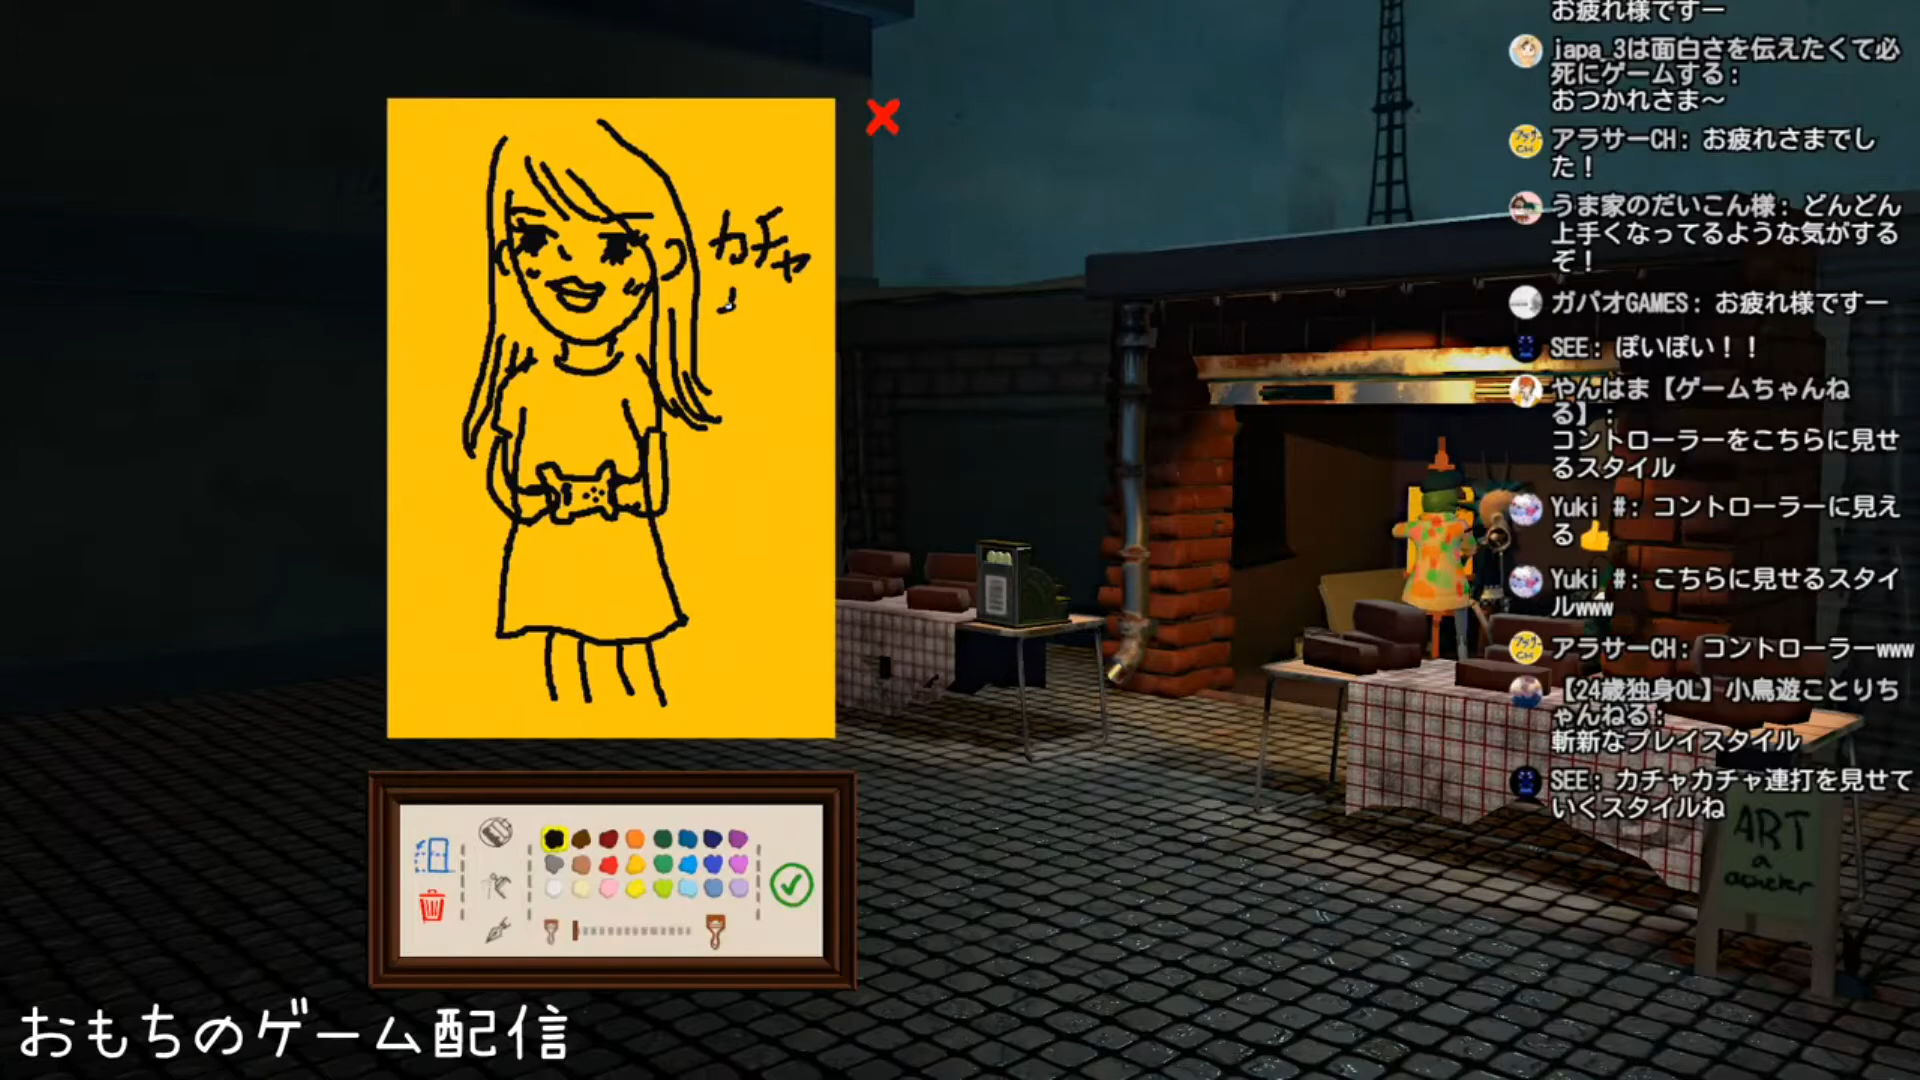 カチャ
お疲れ様ですー
japa_3は面白さを伝えたくて必
死にゲームする:
おつかれさま〜
アラサーCH: お疲れさまでし
た!
うま家のだいこん様: どんどん
上手くなってるような気がする
ぞ!
ガパオGAMES: お疲れ様ですー
SEE: ぽいぽい!!
やんはま【ゲームちゃんね
る】:
コントローラーをこちらに見せ
るスタイル
Yuki #: コントローラーに見え
る👍
Yuki #: こちらに見せるスタイ
ルwww
アラサーCH: コントローラーwww
【24歳独身OL】小鳥遊ことりち
ゃんねる:
斬新なプレイスタイル
SEE: カチャカチャ連打を見せて
いくスタイルね
ART
a
acheter
おもちのゲーム配信